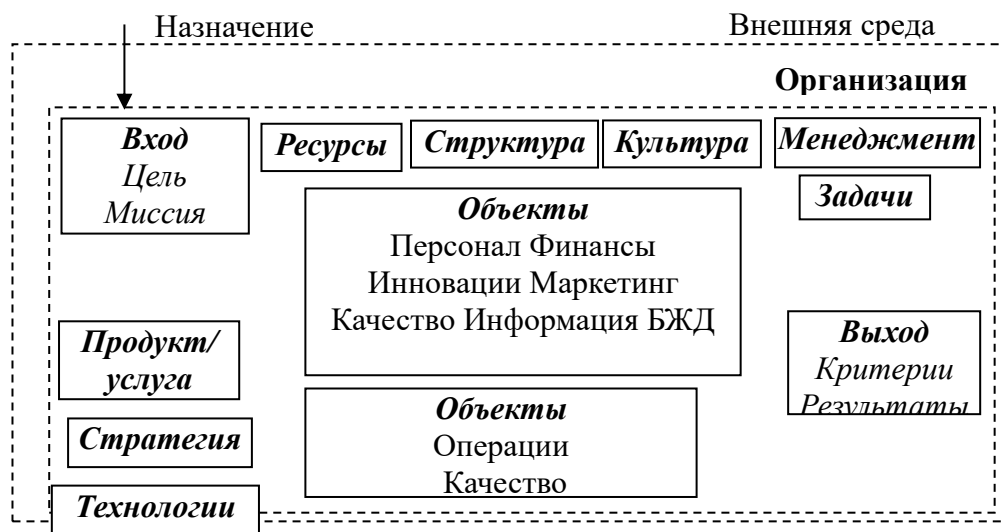 Назначение
Внешняя среда
Организация
Вход
Цель
Миссия
Ресурсы
Структура
Культура
Менеджмент
Задачи
Объекты
Персонал Финансы
Инновации Маркетинг
Качество Информация БЖД
Продукт/
услуга
Выход
Критерии
Результаты
Стратегия
Объекты
Операции
Качество
Технологии